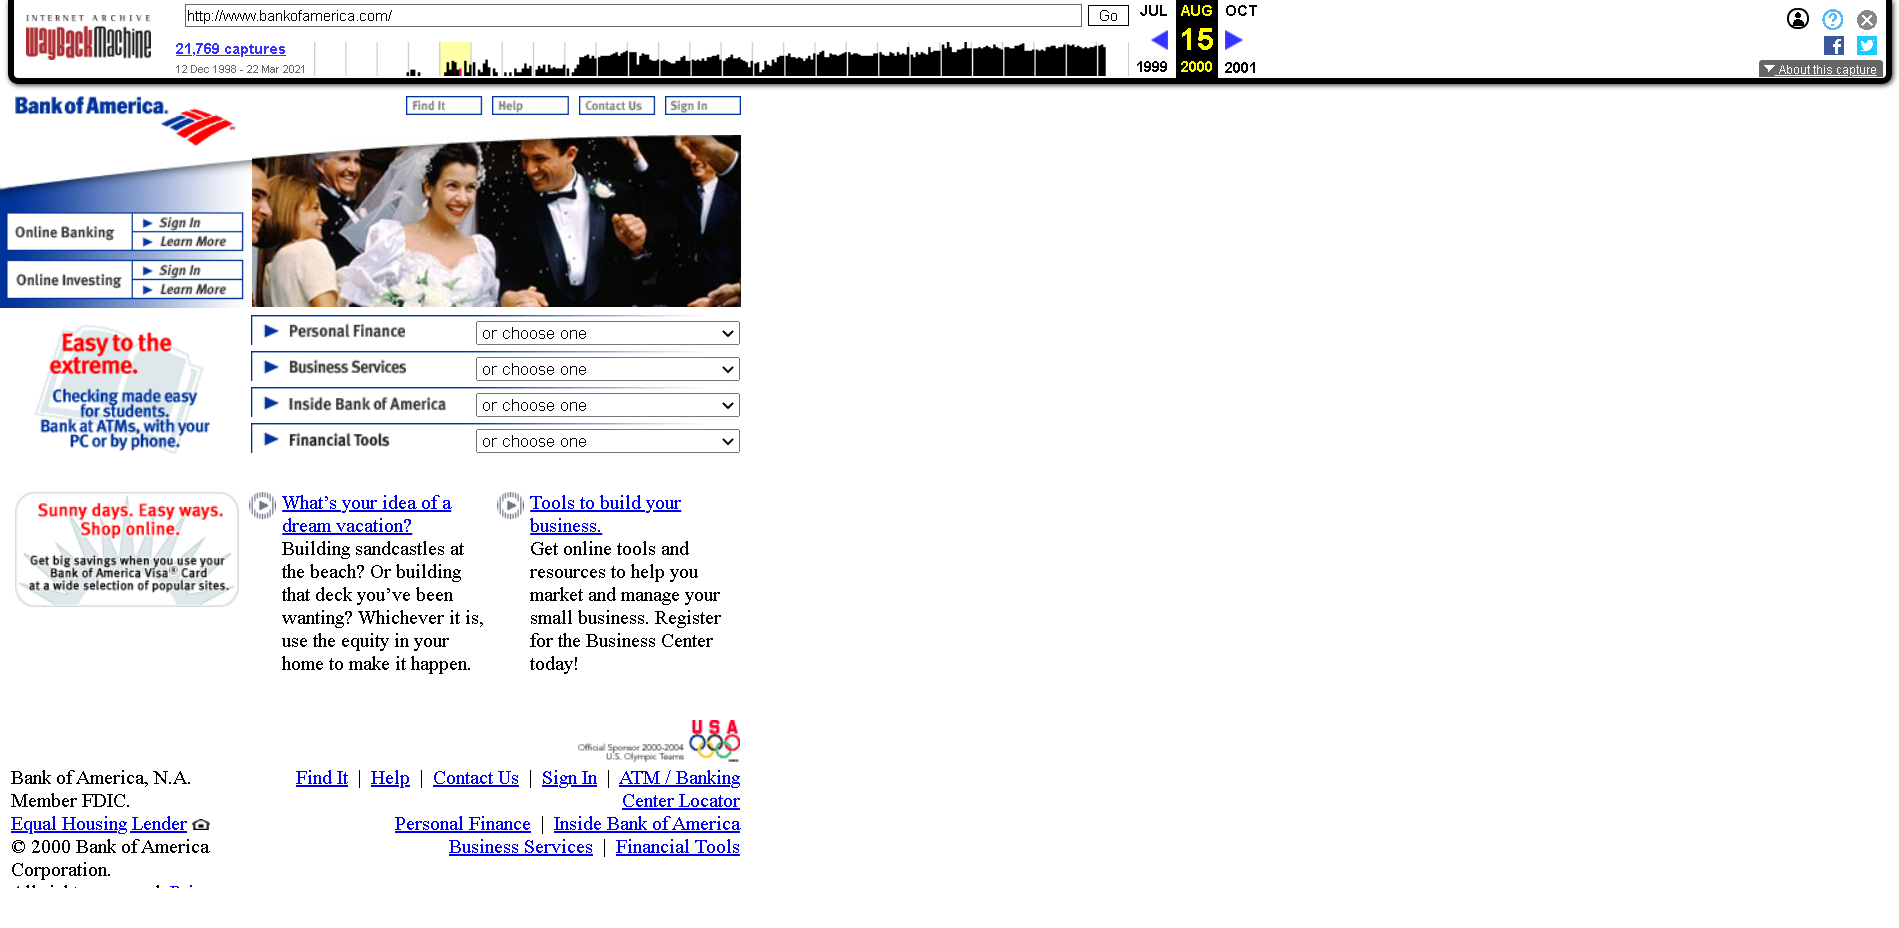 INTERNET ARCHIVE
WayBackMachine
http://www.bankofamerica.com/
Go
JUL AUG OCT
21,769 captures
15
12 Dec 1998 - 22 Mar 2021
1999 2000 2001
About this capture
Bank of America.
Find It Help Contact Us Sign In
Online Banking
Sign In
Learn More
Online Investing
Sign In
Learn More
Personal Finance or choose one
Business Services or choose one
Inside Bank of America or choose one
Financial Tools or choose one
Easy to the
extreme.
Checking made easy
for students.
Bank at ATMs, with your
PC or by phone.
Sunny days. Easy ways.
Shop online.
Get big savings when you use your
Bank of America Visa® Card
at a wide selection of popular sites.
What's your idea of a
dream vacation?
Building sandcastles at
the beach? Or building
that deck you've been
wanting? Whichever it is,
use the equity in your
home to make it happen.
Tools to build your
business.
Get online tools and
resources to help you
market and manage your
small business. Register
for the Business Center
today!
USA
Official Sponsor 2000-2004
U.S. Olympic Teams
Bank of America, N.A.
Member FDIC.
Equal Housing Lender
© 2000 Bank of America
Corporation.
Find It | Help | Contact Us | Sign In | ATM / Banking
Center Locator
Personal Finance | Inside Bank of America
Business Services | Financial Tools